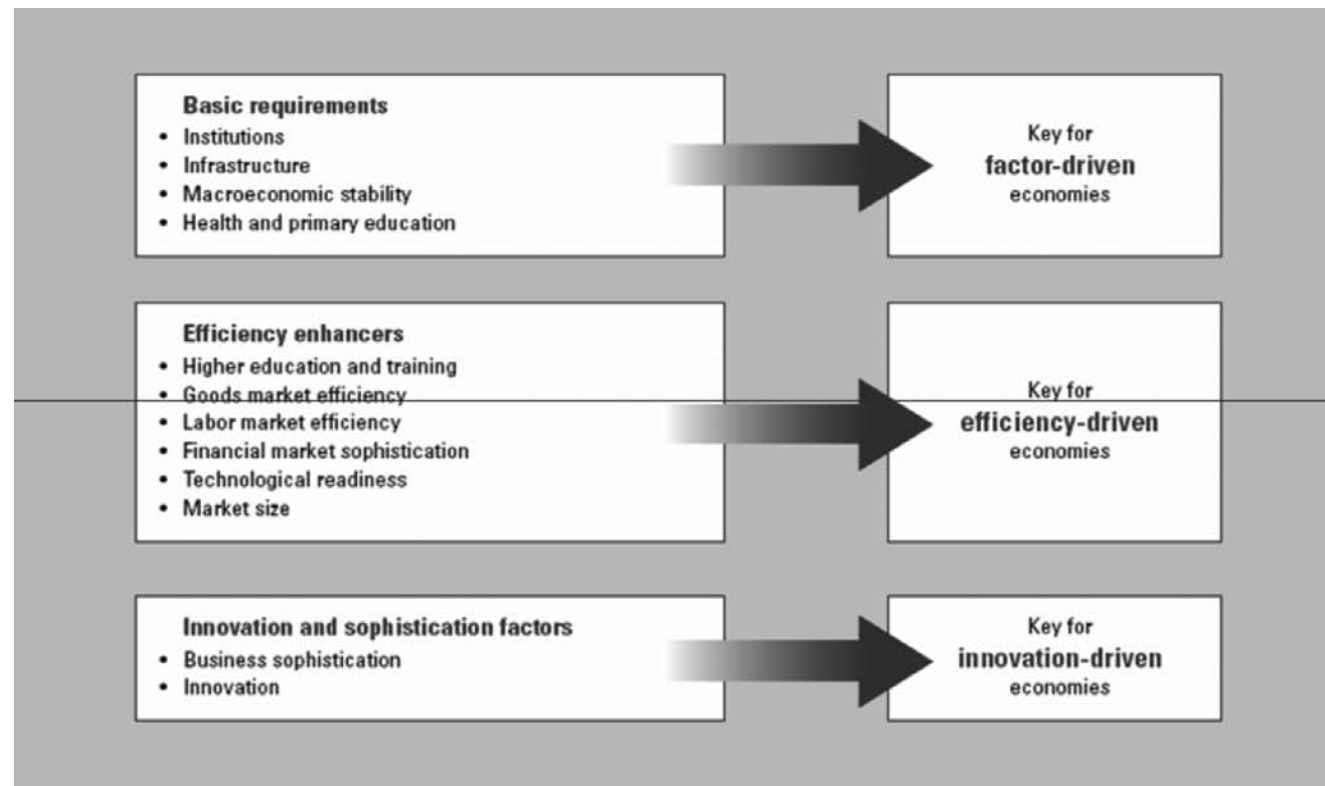 Basic requirements
• Institutions
• Infrastructure
• Macroeconomic stability
• Health and primary education
Key for
factor-driven
economies
Efficiency enhancers
• Higher education and training
• Goods market efficiency
• Labor market efficiency
• Financial market sophistication
• Technological readiness
• Market size
Key for
efficiency-driven
economies
Innovation and sophistication factors
• Business sophistication
• Innovation
Key for
innovation-driven
economies